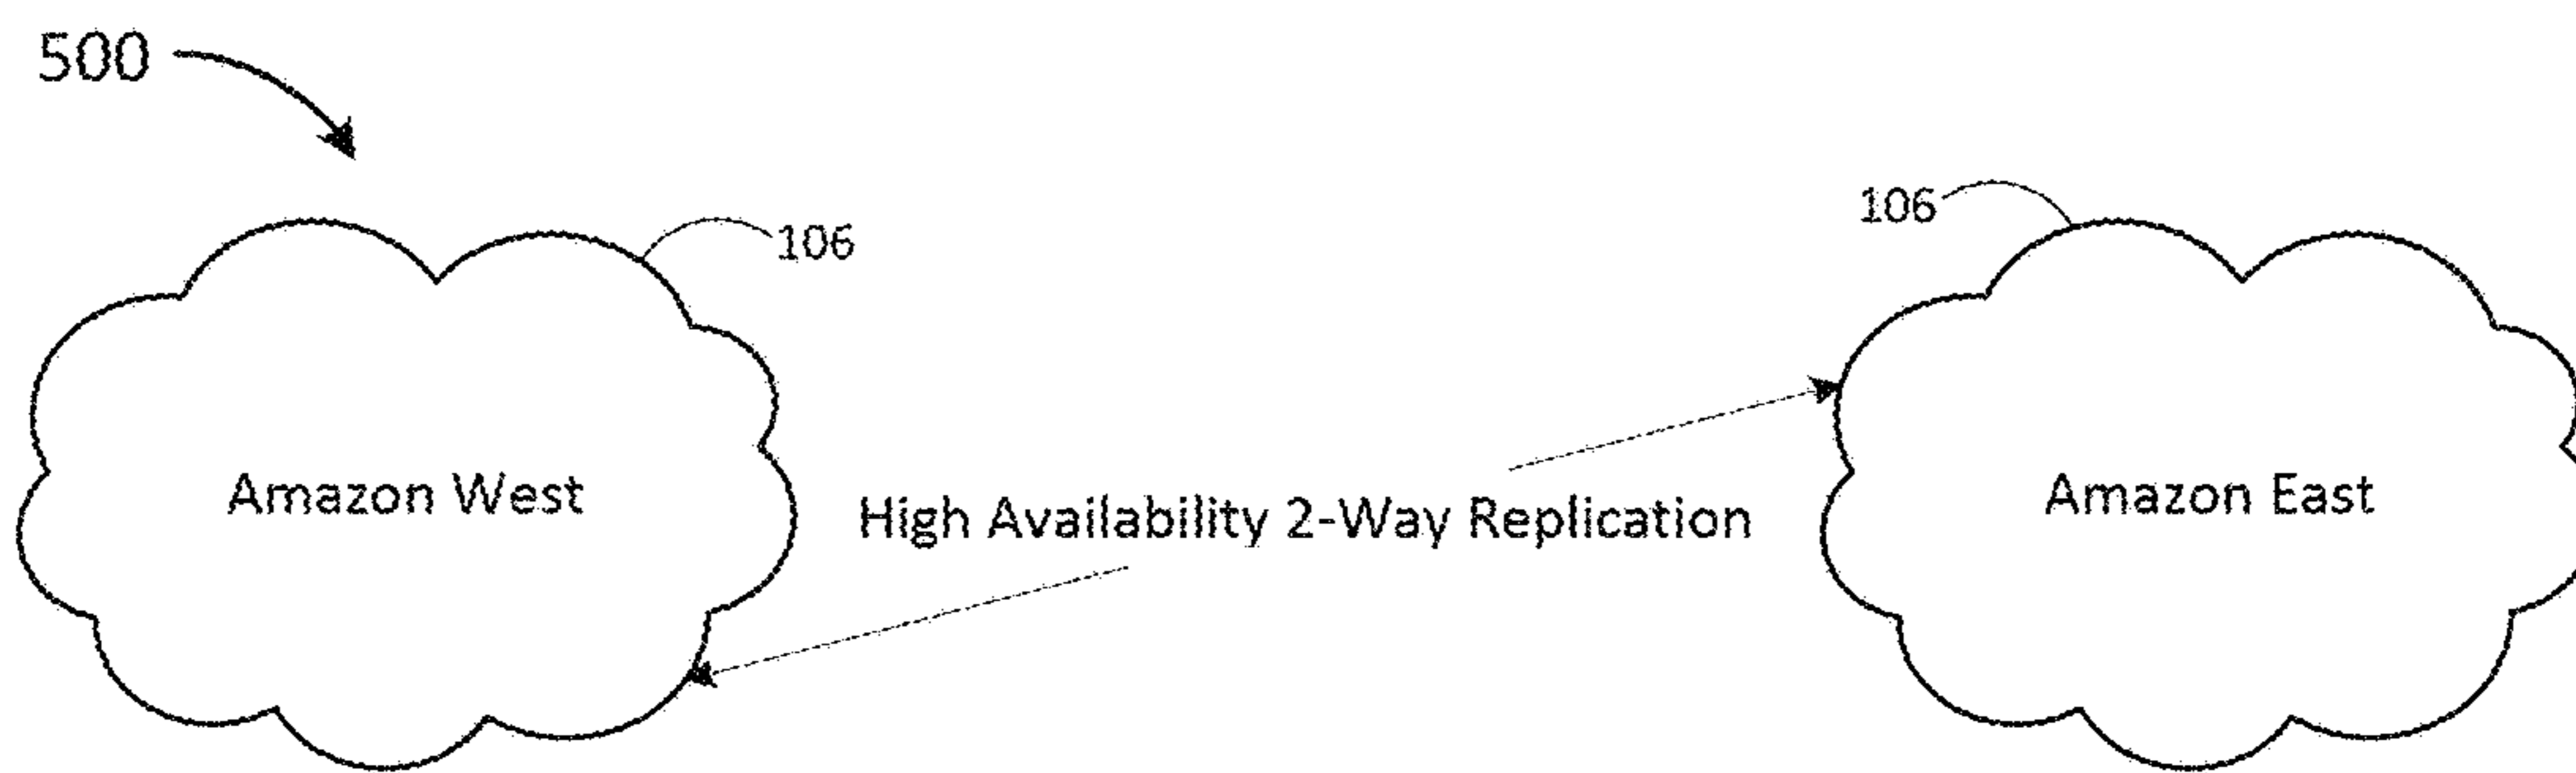 500
106
106
Amazon West
High Availability 2-Way Replication
Amazon East